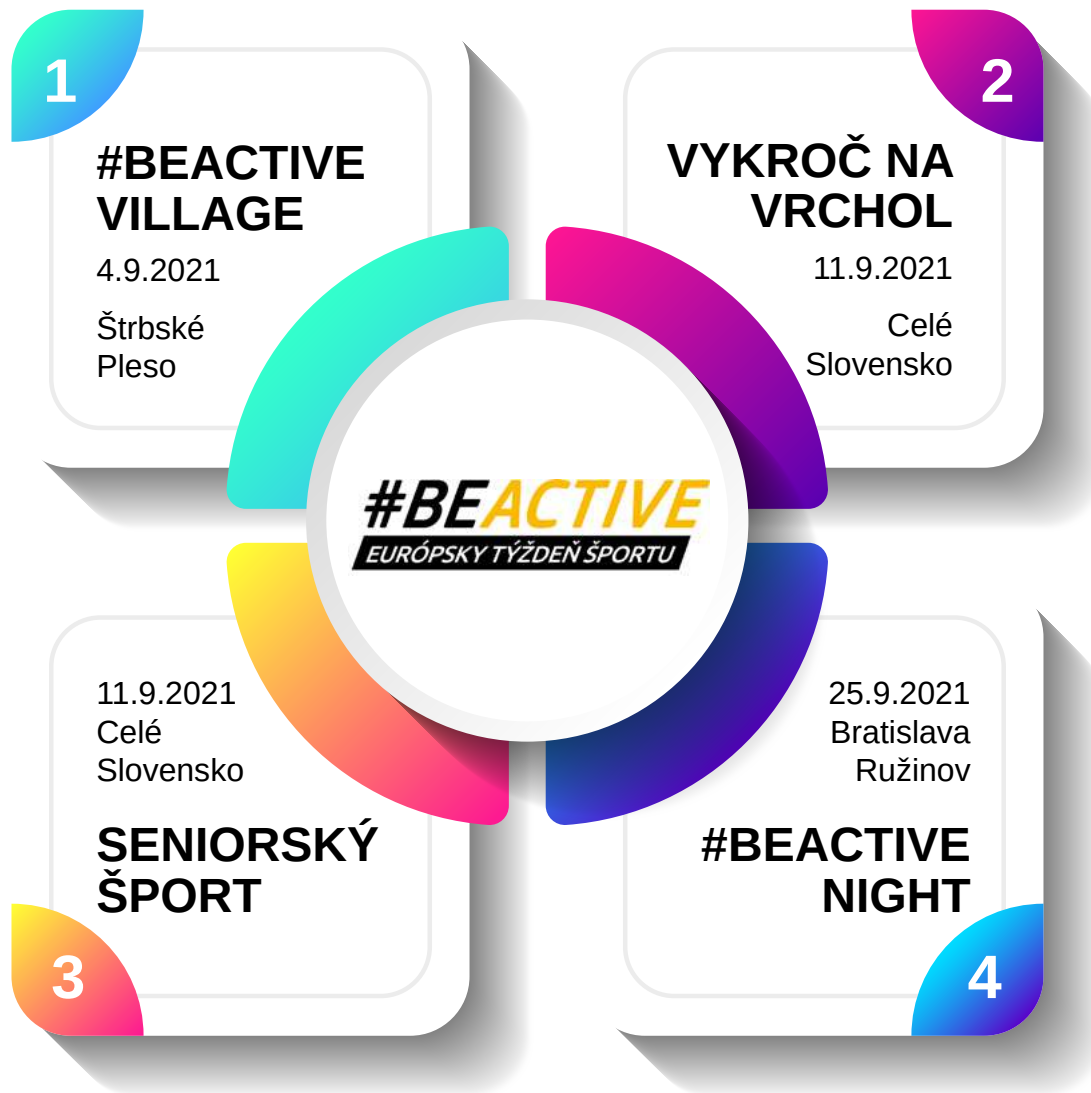 1
#BEACTIVE
VILLAGE
4.9.2021
Štrbské
Pleso
2
VYKROČ NA
VRCHOL
11.9.2021
Celé
Slovensko
#BEACTIVE
EURÓPSKY TÝŽDEŇ ŠPORTU
11.9.2021
Celé
Slovensko
SENIORSKÝ
ŠPORT
3
25.9.2021
Bratislava
Ružinov
#BEACTIVE
NIGHT
4